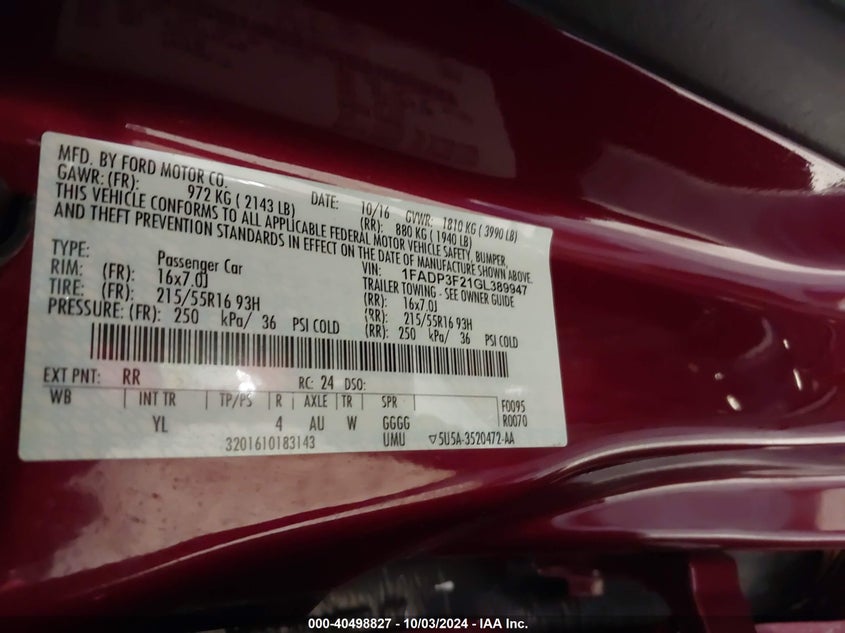 MFD. BY FORD MOTOR CO.
DATE: 10/16 GVWR: 1810 KG ( 3990 LB)
GAWR: (FR): 972 KG ( 2143 LB) (RR): 880 KG ( 1940 LB)
THIS VEHICLE CONFORMS TO ALL APPLICABLE FEDERAL MOTOR VEHICLE SAFETY, BUMPER,
AND THEFT PREVENTION STANDARDS IN EFFECT ON THE DATE OF MANUFACTURE SHOWN ABOVE.
VIN: 1FADP3F21GL389947
TYPE: Passenger Car TRAILER TOWING - SEE OWNER GUIDE
RIM: (FR): 16x7.0J (RR): 16x7.0J
TIRE: (FR): 215/55R16 93H (RR): 215/55R16 93H
PRESSURE: (FR): 250 kPa/ 36 PSI COLD (RR): 250 kPa/ 36 PSI COLD
EXT PNT: RR RC: 24 DSO:
WB INT TR TP/PS R AXLE TR SPR F0095
YL 4 AU W GGGG R0070
3201610183143 UMU 5U5A-3520472-AA
000-40498827 - 10/03/2024 - IAA Inc.